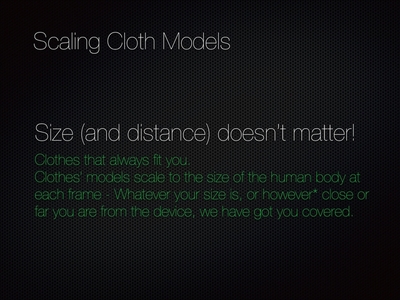 Scaling Cloth Models
Size (and distance) doesn't matter!
Clothes that always fit you.
Clothes' models scale to the size of the human body at
each frame - Whatever your size is, or however* close or
far you are from the device, we have got you covered.